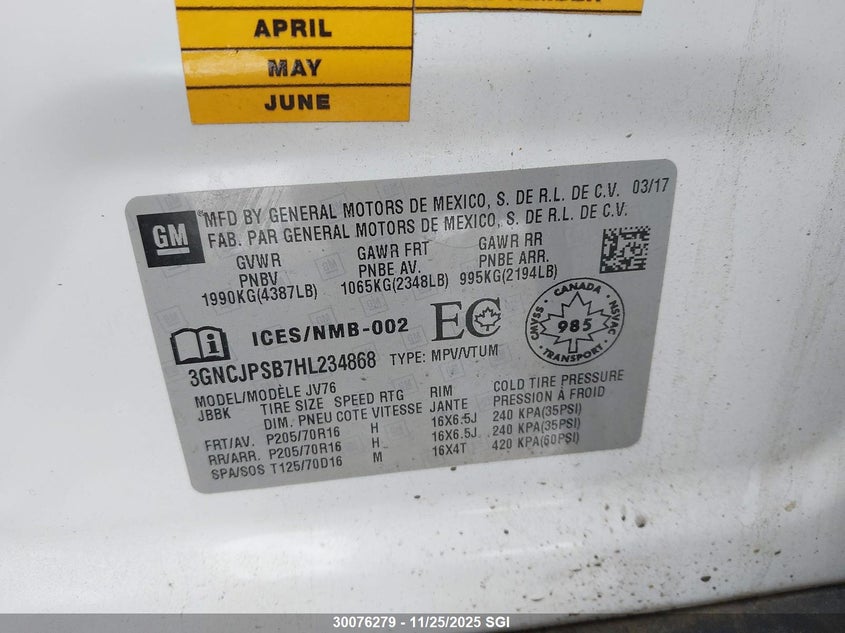 APRIL
MAY
JUNE
GM
MFD BY GENERAL MOTORS DE MEXICO, S. DE R.L. DE C.V. 03/17
FAB. PAR GENERAL MOTORS DE MEXICO, S. DE R.L. DE C.V.
GVWR GAWR FRT GAWR RR
PNBV PNBE AV. PNBE ARR.
1990KG(4387LB) 1065KG(2348LB) 995KG(2194LB)
ICES/NMB-002 EC
CANADA
CMVSS 985 NSVAC
TRANSPORT
3GNCJPSB7HL234868 TYPE: MPV/VTUM
MODEL/MODÈLE JV76
JBBK TIRE SIZE SPEED RTG RIM COLD TIRE PRESSURE
DIM. PNEU COTE VITESSE JANTE PRESSION À FROID
FRT/AV. P205/70R16 H 16X6.5J 240 KPA(35PSI)
RR/ARR. P205/70R16 H 16X6.5J 240 KPA(35PSI)
SPA/SOS T125/70D16 M 16X4T 420 KPA(60PSI)
30076279 - 11/25/2025 SGI